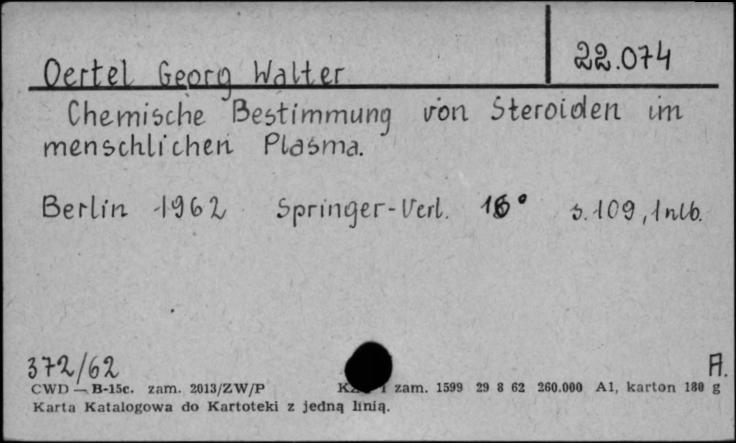 Oertel Georg Walter 22.074
Chemische Bestimmung von Steroiden im
menschlichen Plasma.
Berlin 1962 Springer-Verl. 16° s. 109, 1 nlb.
372/62 A.
CWD — B-15c. zam. 2013/ZW/P zam. 1599 29 8 62 260.000 A1, karton 180 g
Karta Katalogowa do Kartoteki z jedną linią.